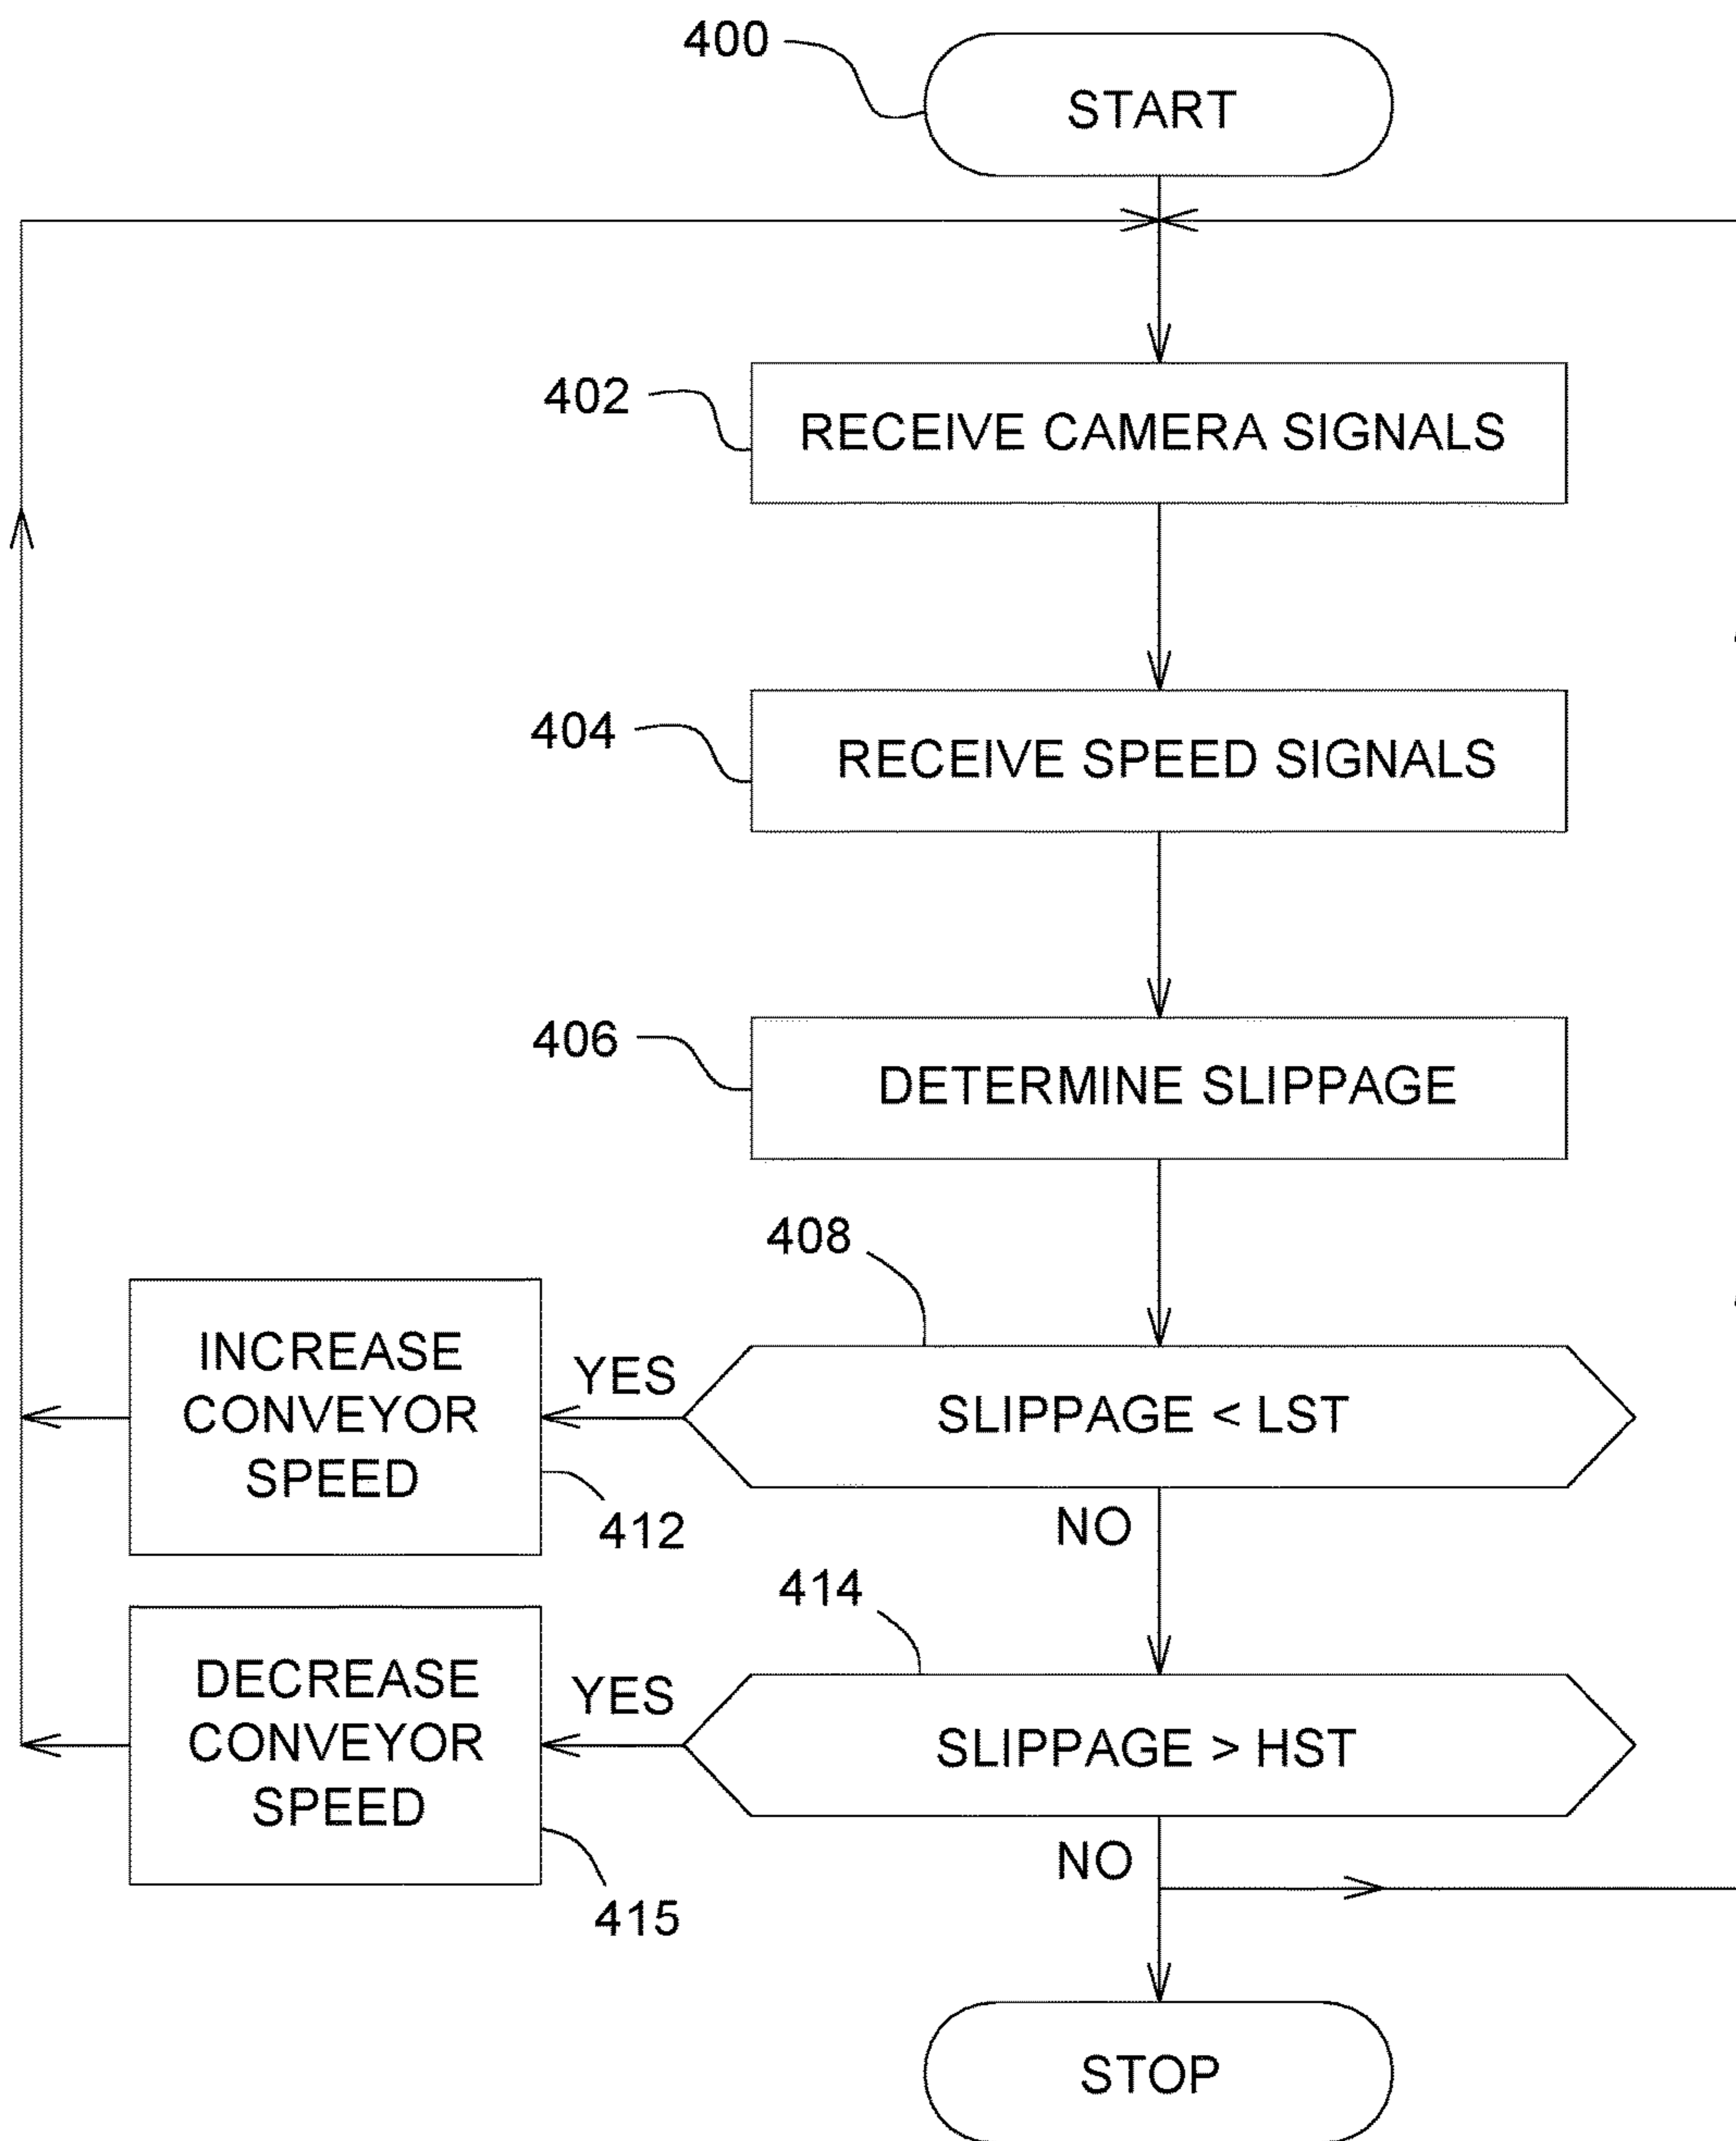 400
START
402
RECEIVE CAMERA SIGNALS
404
RECEIVE SPEED SIGNALS
406
DETERMINE SLIPPAGE
408
INCREASE
CONVEYOR
SPEED
YES
SLIPPAGE < LST
412
NO
414
DECREASE
CONVEYOR
SPEED
YES
SLIPPAGE > HST
415
NO
STOP